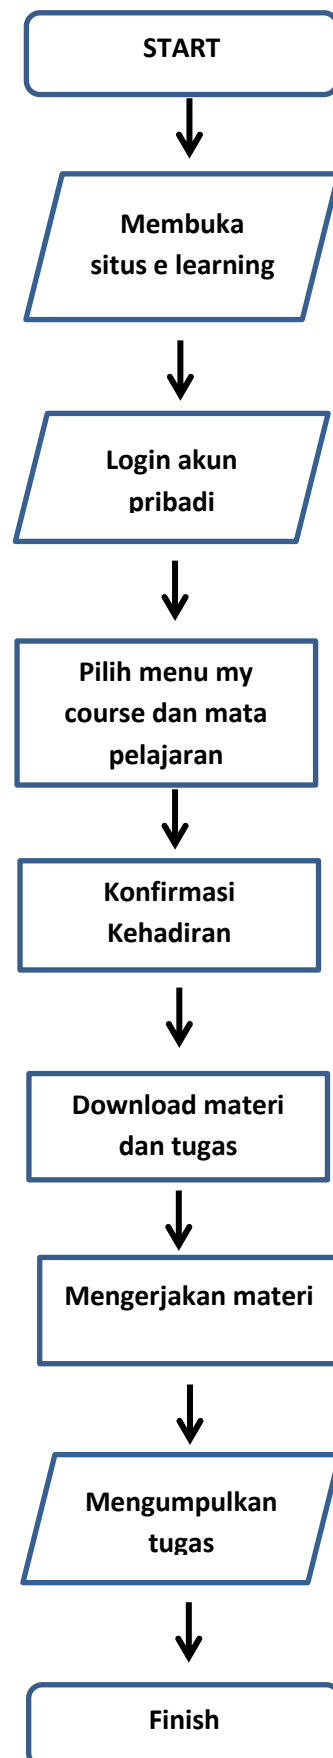 START
Membuka
situs e learning
Login akun
pribadi
Pilih menu my
course dan mata
pelajaran
Konfirmasi
Kehadiran
Download materi
dan tugas
Mengerjakan materi
Mengumpulkan
tugas
Finish